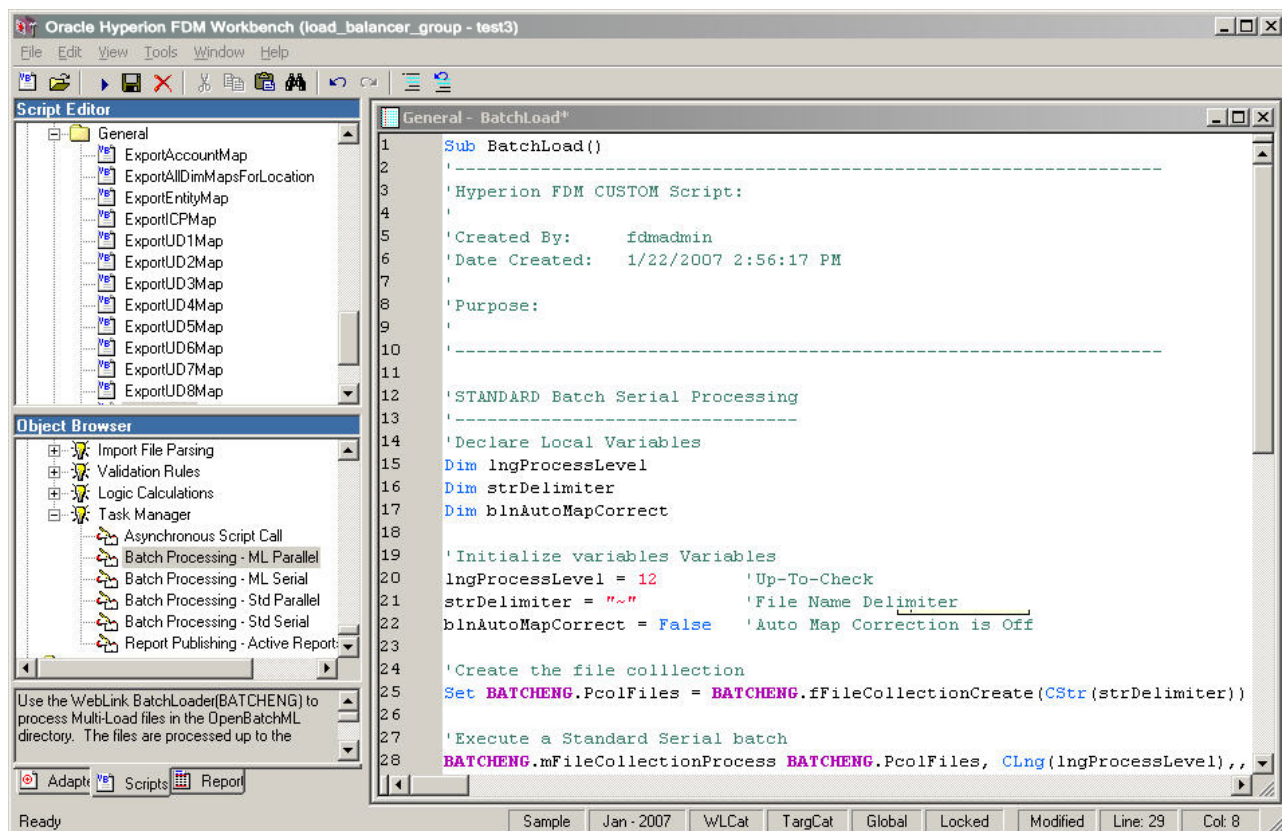 Oracle Hyperion FDM Workbench (load_balancer_group - test3)
File Edit View Tools Window Help
Script Editor
General
ExportAccountMap
ExportAllDimMapsForLocation
ExportEntityMap
ExportICPMap
ExportUD1Map
ExportUD2Map
ExportUD3Map
ExportUD4Map
ExportUD5Map
ExportUD6Map
ExportUD7Map
ExportUD8Map
Object Browser
Import File Parsing
Validation Rules
Logic Calculations
Task Manager
Asynchronous Script Call
Batch Processing - ML Parallel
Batch Processing - ML Serial
Batch Processing - Std Parallel
Batch Processing - Std Serial
Report Publishing - Active Report
Use the WebLink BatchLoader(BATCHENG) to
process Multi-Load files in the OpenBatchML
directory. The files are processed up to the
Adapte Scripts Report
General - BatchLoad*
1 Sub BatchLoad()
2 '------------------------------------------------------------------
3 'Hyperion FDM CUSTOM Script:
4 '
5 'Created By: fdmadmin
6 'Date Created: 1/22/2007 2:56:17 PM
7 '
8 'Purpose:
9 '
10 '------------------------------------------------------------------
11
12 'STANDARD Batch Serial Processing
13 '--------------------------------
14 'Declare Local Variables
15 Dim lngProcessLevel
16 Dim strDelimiter
17 Dim blnAutoMapCorrect
18
19 'Initialize variables Variables
20 lngProcessLevel = 12 'Up-To-Check
21 strDelimiter = "~" 'File Name Delimiter
22 blnAutoMapCorrect = False 'Auto Map Correction is Off
23
24 'Create the file colllection
25 Set BATCHENG.PcolFiles = BATCHENG.fFileCollectionCreate(CStr(strDelimiter))
26
27 'Execute a Standard Serial batch
28 BATCHENG.mFileCollectionProcess BATCHENG.PcolFiles, CLng(lngProcessLevel),,
Ready Sample Jan - 2007 WLCat TargCat Global Locked Modified Line: 29 Col: 8